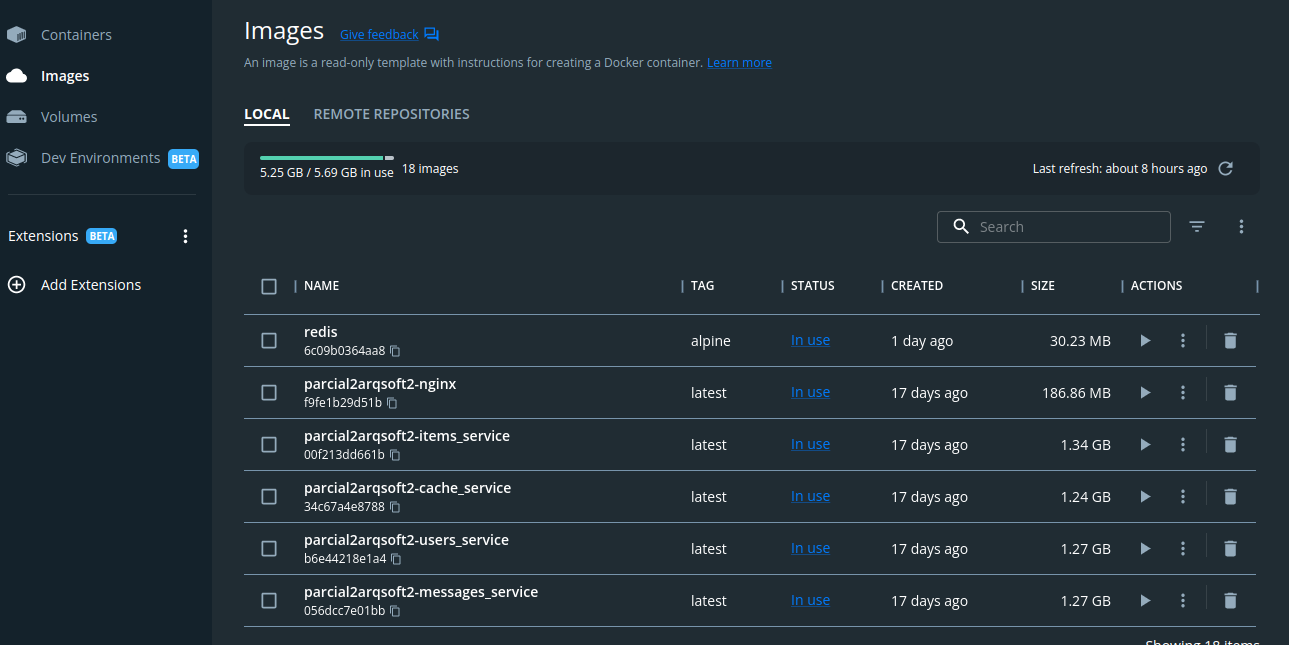 Containers
Images
Volumes
Dev Environments BETA
Extensions BETA
Add Extensions
Images Give feedback
An image is a read-only template with instructions for creating a Docker container. Learn more
LOCAL REMOTE REPOSITORIES
5.25 GB / 5.69 GB in use 18 images Last refresh: about 8 hours ago
Search
NAME TAG STATUS CREATED SIZE ACTIONS
redis
6c09b0364aa8
alpine In use 1 day ago 30.23 MB
parcial2arqsoft2-nginx
f9fe1b29d51b
latest In use 17 days ago 186.86 MB
parcial2arqsoft2-items_service
00f213dd661b
latest In use 17 days ago 1.34 GB
parcial2arqsoft2-cache_service
34c67a4e8788
latest In use 17 days ago 1.24 GB
parcial2arqsoft2-users_service
b6e44218e1a4
latest In use 17 days ago 1.27 GB
parcial2arqsoft2-messages_service
056dcc7e01bb
latest In use 17 days ago 1.27 GB
Showing 18 items